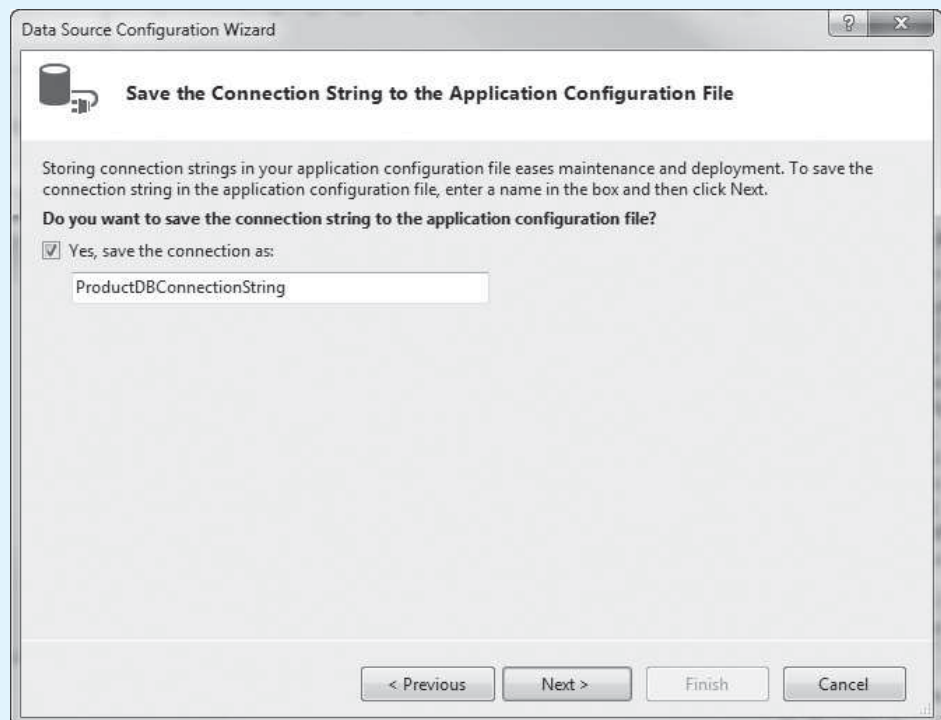 Data Source Configuration Wizard
?
X
Save the Connection String to the Application Configuration File
Storing connection strings in your application configuration file eases maintenance and deployment. To save the
connection string in the application configuration file, enter a name in the box and then click Next.
Do you want to save the connection string to the application configuration file?
Yes, save the connection as:
ProductDBConnectionString
< Previous
Next >
Finish
Cancel